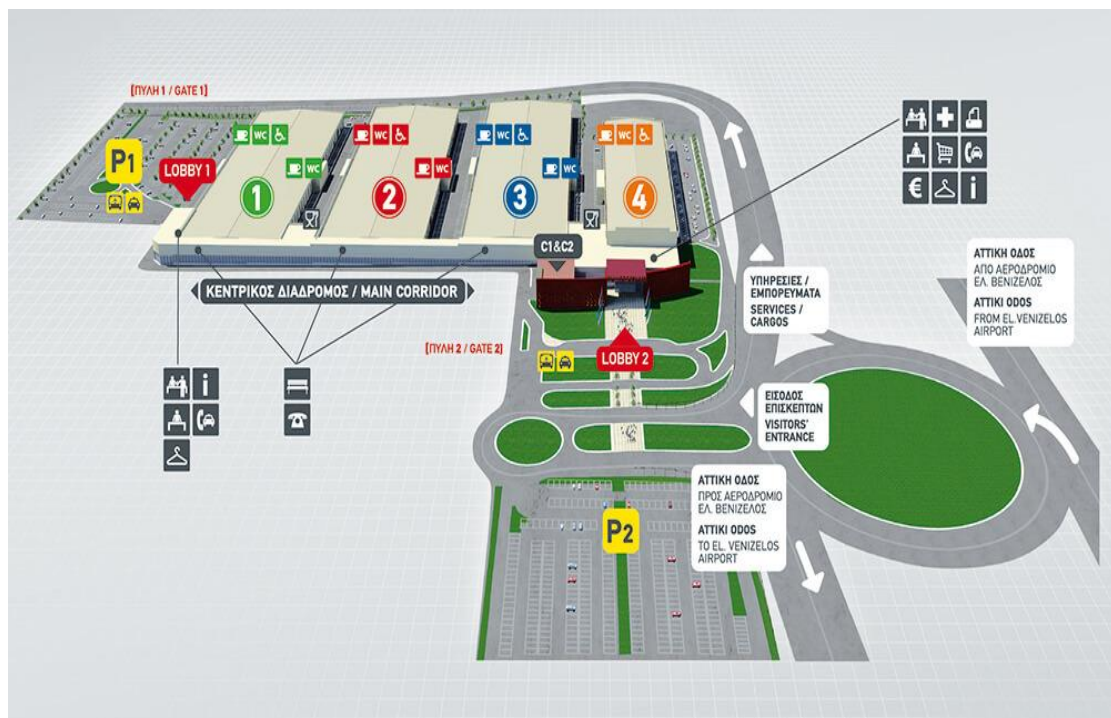 [ΠΥΛΗ 1 / GATE 1]
P1
LOBBY 1
WC
WC
1
WC
WC
2
WC
WC
3
WC
4
C1&C2
ΚΕΝΤΡΙΚΟΣ ΔΙΑΔΡΟΜΟΣ / MAIN CORRIDOR
[ΠΥΛΗ 2 / GATE 2]
LOBBY 2
€
i
i
ΥΠΗΡΕΣΙΕΣ /
ΕΜΠΟΡΕΥΜΑΤΑ
SERVICES /
CARGOS
ΑΤΤΙΚΗ ΟΔΟΣ
ΑΠΟ ΑΕΡΟΔΡΟΜΙΟ
ΕΛ. ΒΕΝΙΖΕΛΟΣ
ATTIKI ODOS
FROM EL.VENIZELOS
AIRPORT
ΕΙΣΟΔΟΣ
ΕΠΙΣΚΕΠΤΩΝ
VISITORS'
ENTRANCE
P2
ΑΤΤΙΚΗ ΟΔΟΣ
ΠΡΟΣ ΑΕΡΟΔΡΟΜΙΟ
ΕΛ. ΒΕΝΙΖΕΛΟΣ
ATTIKI ODOS
TO EL. VENIZELOS
AIRPORT